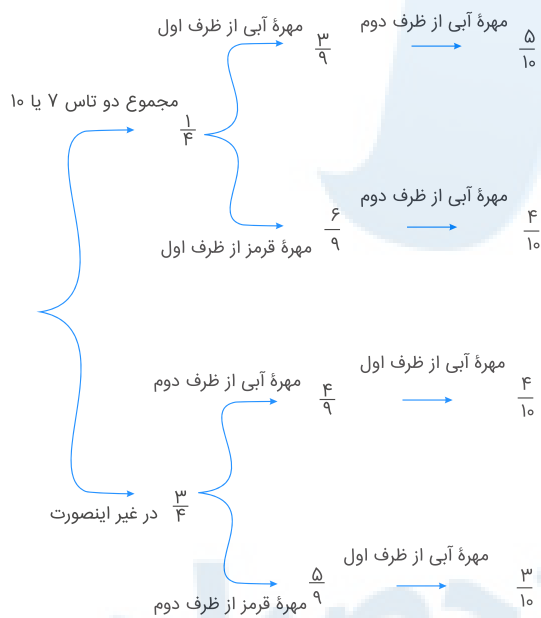 مهرهٔ آبی از ظرف اول ۳/۹ مهرهٔ آبی از ظرف دوم ۵/۱۰
مجموع دو تاس ۷ یا ۱۰ ۱/۴
مهرهٔ قرمز از ظرف اول ۶/۹ مهرهٔ آبی از ظرف دوم ۴/۱۰
مهرهٔ آبی از ظرف دوم ۴/۹ مهرهٔ آبی از ظرف اول ۴/۱۰
در غیر اینصورت ۳/۴
مهرهٔ قرمز از ظرف دوم ۵/۹ مهرهٔ آبی از ظرف اول ۳/۱۰